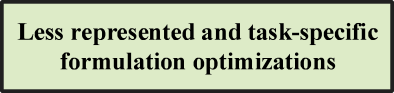 Less represented and task-specific
formulation optimizations